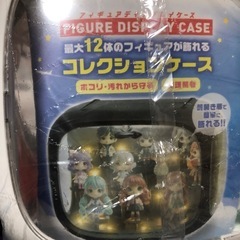 フィギュアディスプレイケース
FIGURE DISPLAY CASE
最大12体のフィギュアが飾れる
コレクションケース
ホコリ・汚れから守
飾れる!!